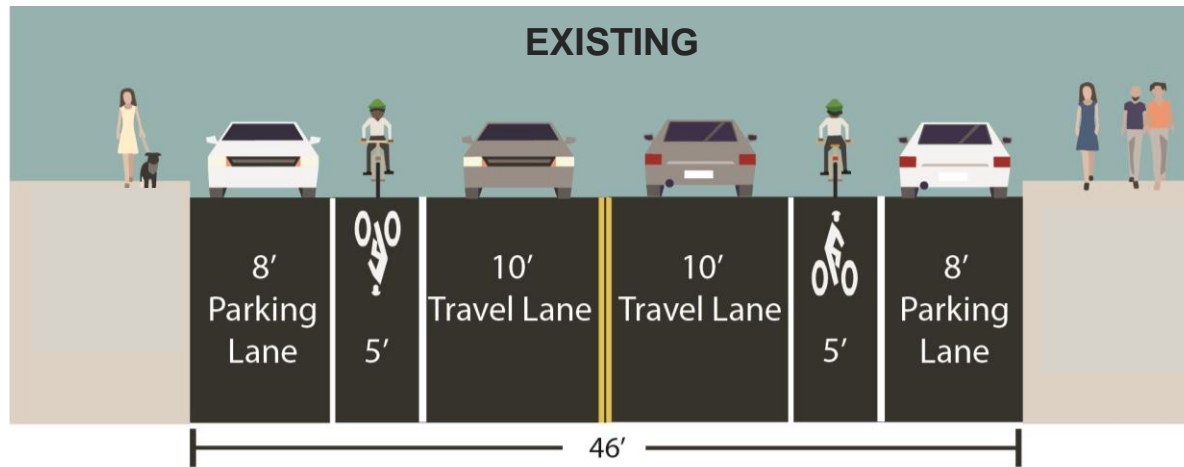 EXISTING
8'
Parking
Lane
5'
10'
Travel Lane
10'
Travel Lane
5'
8'
Parking
Lane
46'